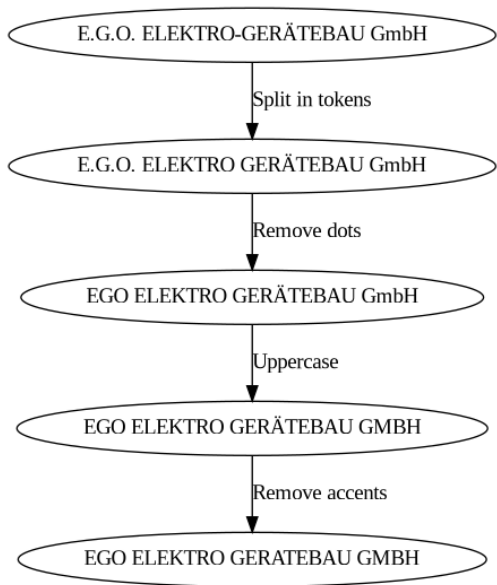 E.G.O. ELEKTRO-GERÄTEBAU GmbH
Split in tokens
E.G.O. ELEKTRO GERÄTEBAU GmbH
Remove dots
EGO ELEKTRO GERÄTEBAU GmbH
Uppercase
EGO ELEKTRO GERÄTEBAU GMBH
Remove accents
EGO ELEKTRO GERATEBAU GMBH